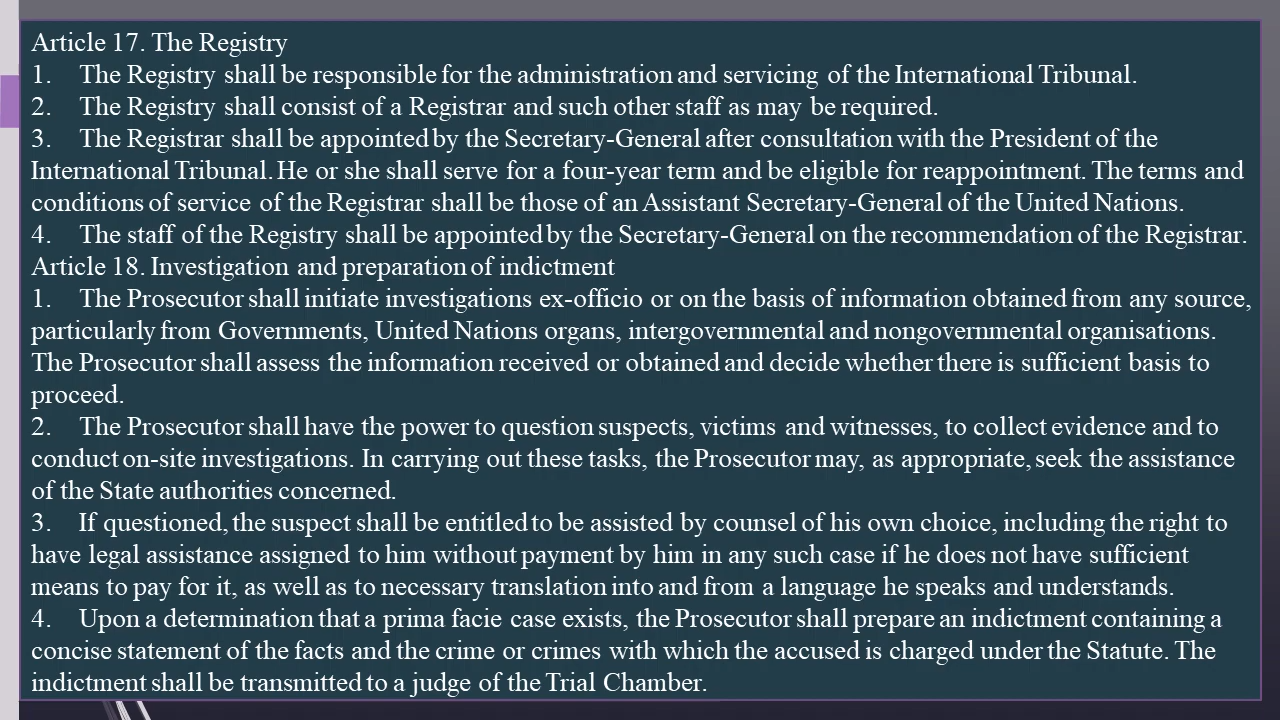 Article 17. The Registry
1. The Registry shall be responsible for the administration and servicing of the International Tribunal.
2. The Registry shall consist of a Registrar and such other staff as may be required.
3. The Registrar shall be appointed by the Secretary-General after consultation with the President of the
International Tribunal. He or she shall serve for a four-year term and be eligible for reappointment. The terms and
conditions of service of the Registrar shall be those of an Assistant Secretary-General of the United Nations.
4. The staff of the Registry shall be appointed by the Secretary-General on the recommendation of the Registrar.
Article 18. Investigation and preparation of indictment
1. The Prosecutor shall initiate investigations ex-officio or on the basis of information obtained from any source,
particularly from Governments, United Nations organs, intergovernmental and nongovernmental organisations.
The Prosecutor shall assess the information received or obtained and decide whether there is sufficient basis to
proceed.
2. The Prosecutor shall have the power to question suspects, victims and witnesses, to collect evidence and to
conduct on-site investigations. In carrying out these tasks, the Prosecutor may, as appropriate, seek the assistance
of the State authorities concerned.
3. If questioned, the suspect shall be entitled to be assisted by counsel of his own choice, including the right to
have legal assistance assigned to him without payment by him in any such case if he does not have sufficient
means to pay for it, as well as to necessary translation into and from a language he speaks and understands.
4. Upon a determination that a prima facie case exists, the Prosecutor shall prepare an indictment containing a
concise statement of the facts and the crime or crimes with which the accused is charged under the Statute. The
indictment shall be transmitted to a judge of the Trial Chamber.